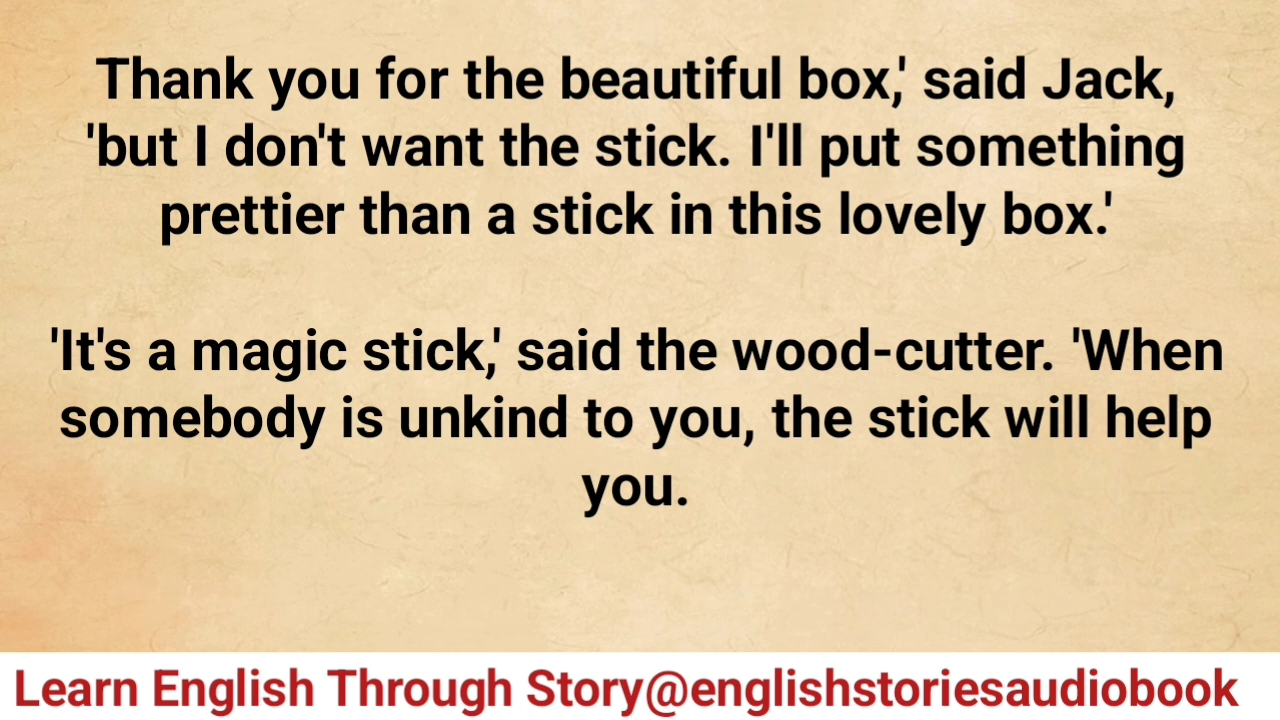 Thank you for the beautiful box,' said Jack,
'but I don't want the stick. I'll put something
prettier than a stick in this lovely box.'
'It's a magic stick,' said the wood-cutter. 'When
somebody is unkind to you, the stick will help
you.
Learn English Through Story@englishstoriesaudiobook